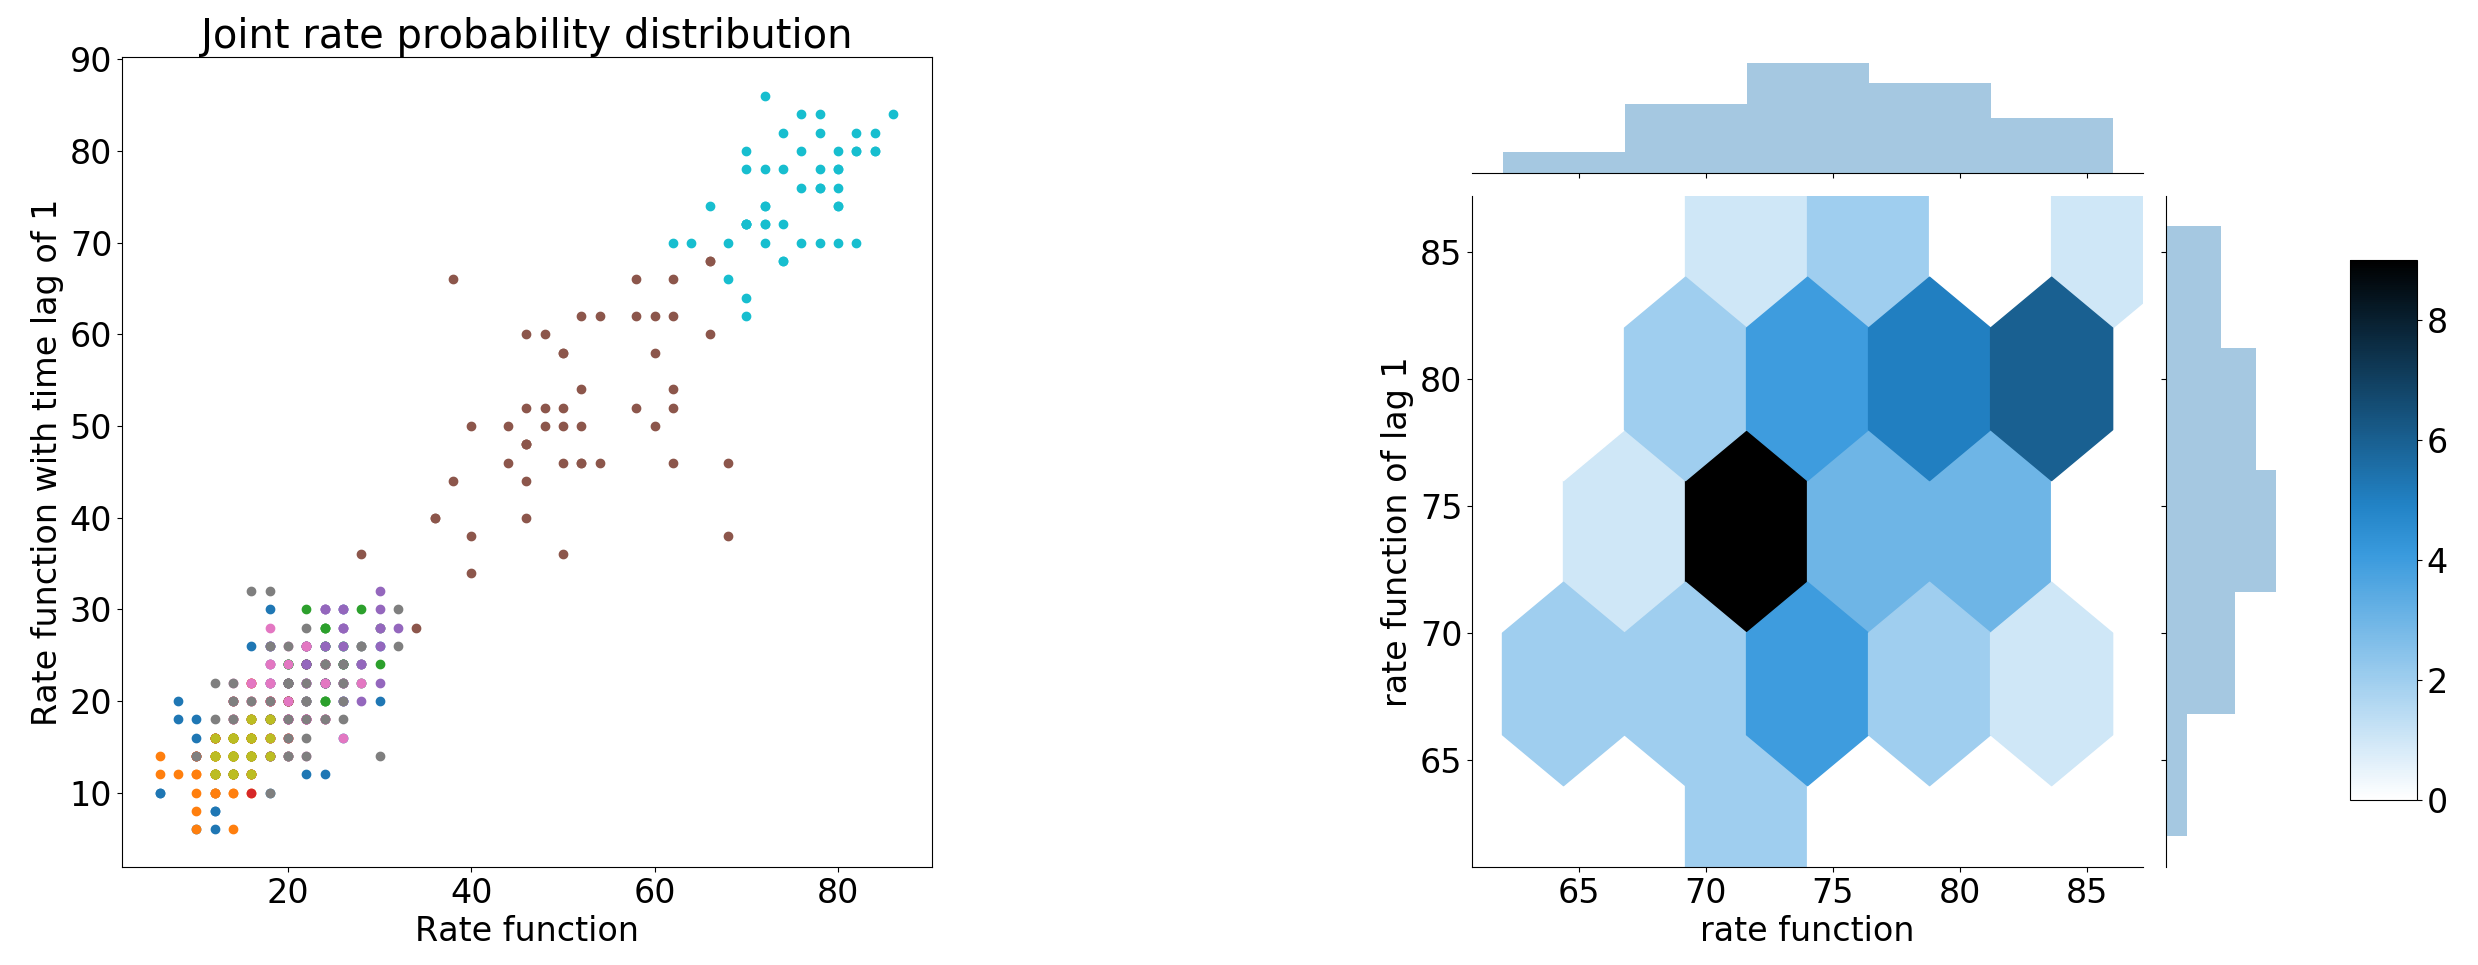 Joint rate probability distribution
90
80
70
60
50
40
30
20
10
Rate function with time lag of 1
20 40 60 80
Rate function
85
80
75
70
65
rate function of lag 1
65 70 75 80 85
rate function
8
6
4
2
0